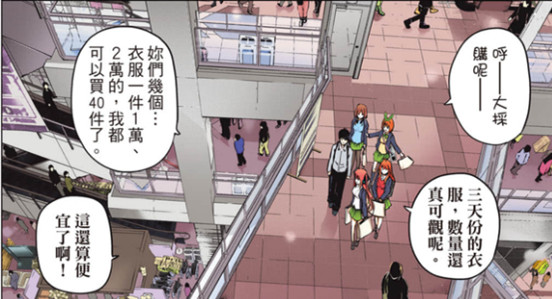 呼──大採
購呢──
三天份的衣
服，數量還
真可觀呢。
妳們幾個…
衣服一件1萬、
2萬的，我都
可以買40件了。
這還算便
宜了啊！